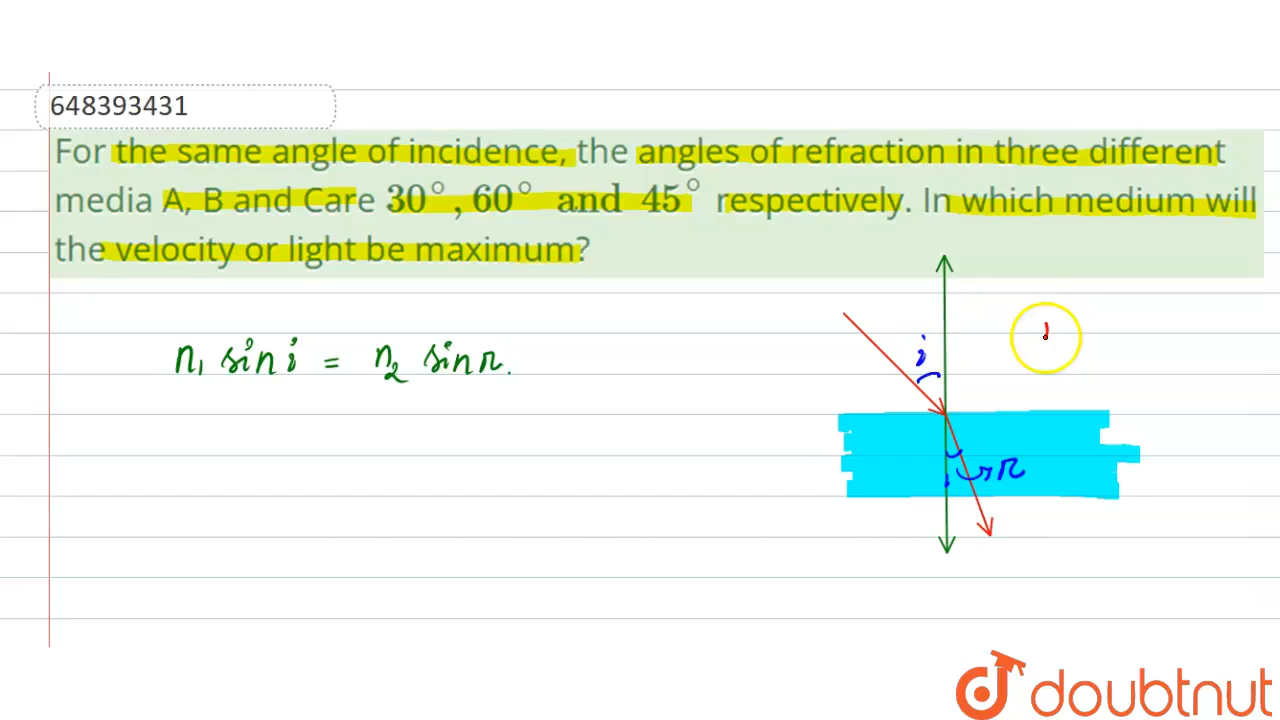 648393431
For the same angle of incidence, the angles of refraction in three different
media A, B and Care 30°, 60° and 45° respectively. In which medium will
the velocity or light be maximum?
n₁ sin i = n₂ sin r.
i
1
r
doubtnut